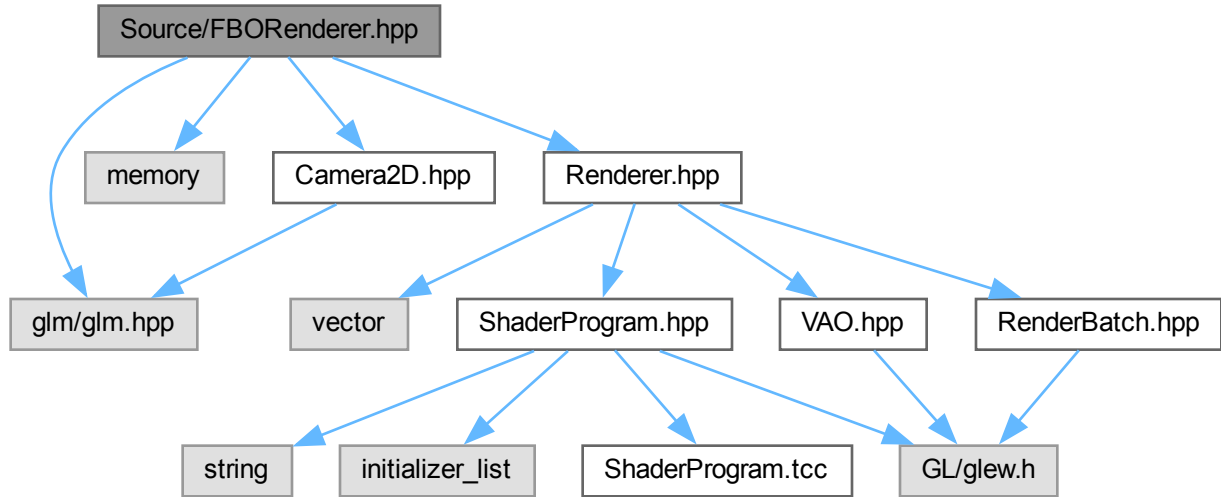 Source/FBORenderer.hpp
memory
Camera2D.hpp
Renderer.hpp
glm/glm.hpp
vector
ShaderProgram.hpp
VAO.hpp
RenderBatch.hpp
string
initializer_list
ShaderProgram.tcc
GL/glew.h